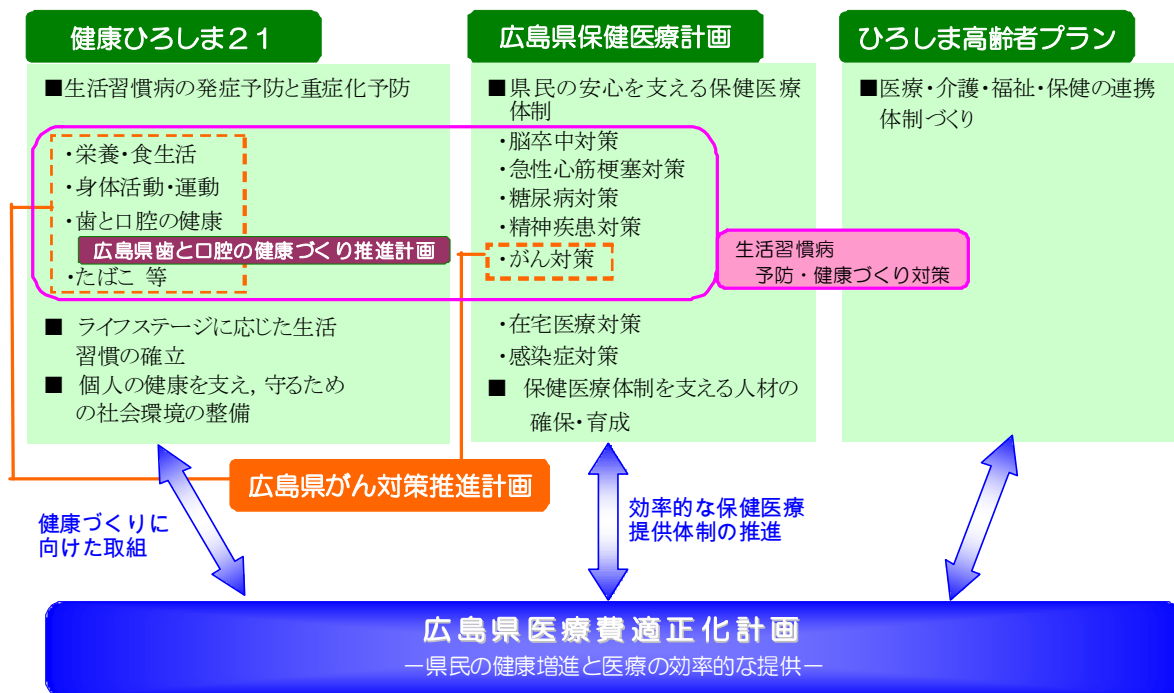 健康ひろしま２１
■生活習慣病の発症予防と重症化予防
・栄養・食生活
・身体活動・運動
・歯と口腔の健康
広島県歯と口腔の健康づくり推進計画
・たばこ 等
■ ライフステージに応じた生活
習慣の確立
■ 個人の健康を支え，守るため
の社会環境の整備
広島県保健医療計画
■県民の安心を支える保健医療
体制
・脳卒中対策
・急性心筋梗塞対策
・糖尿病対策
・精神疾患対策
・がん対策
・在宅医療対策
・感染症対策
■ 保健医療体制を支える人材の
確保・育成
ひろしま高齢者プラン
■医療・介護・福祉・保健の連携
体制づくり
生活習慣病
予防・健康づくり対策
広島県がん対策推進計画
健康づくりに
向けた取組
効率的な保健医療
提供体制の推進
広島県医療費適正化計画
－県民の健康増進と医療の効率的な提供－